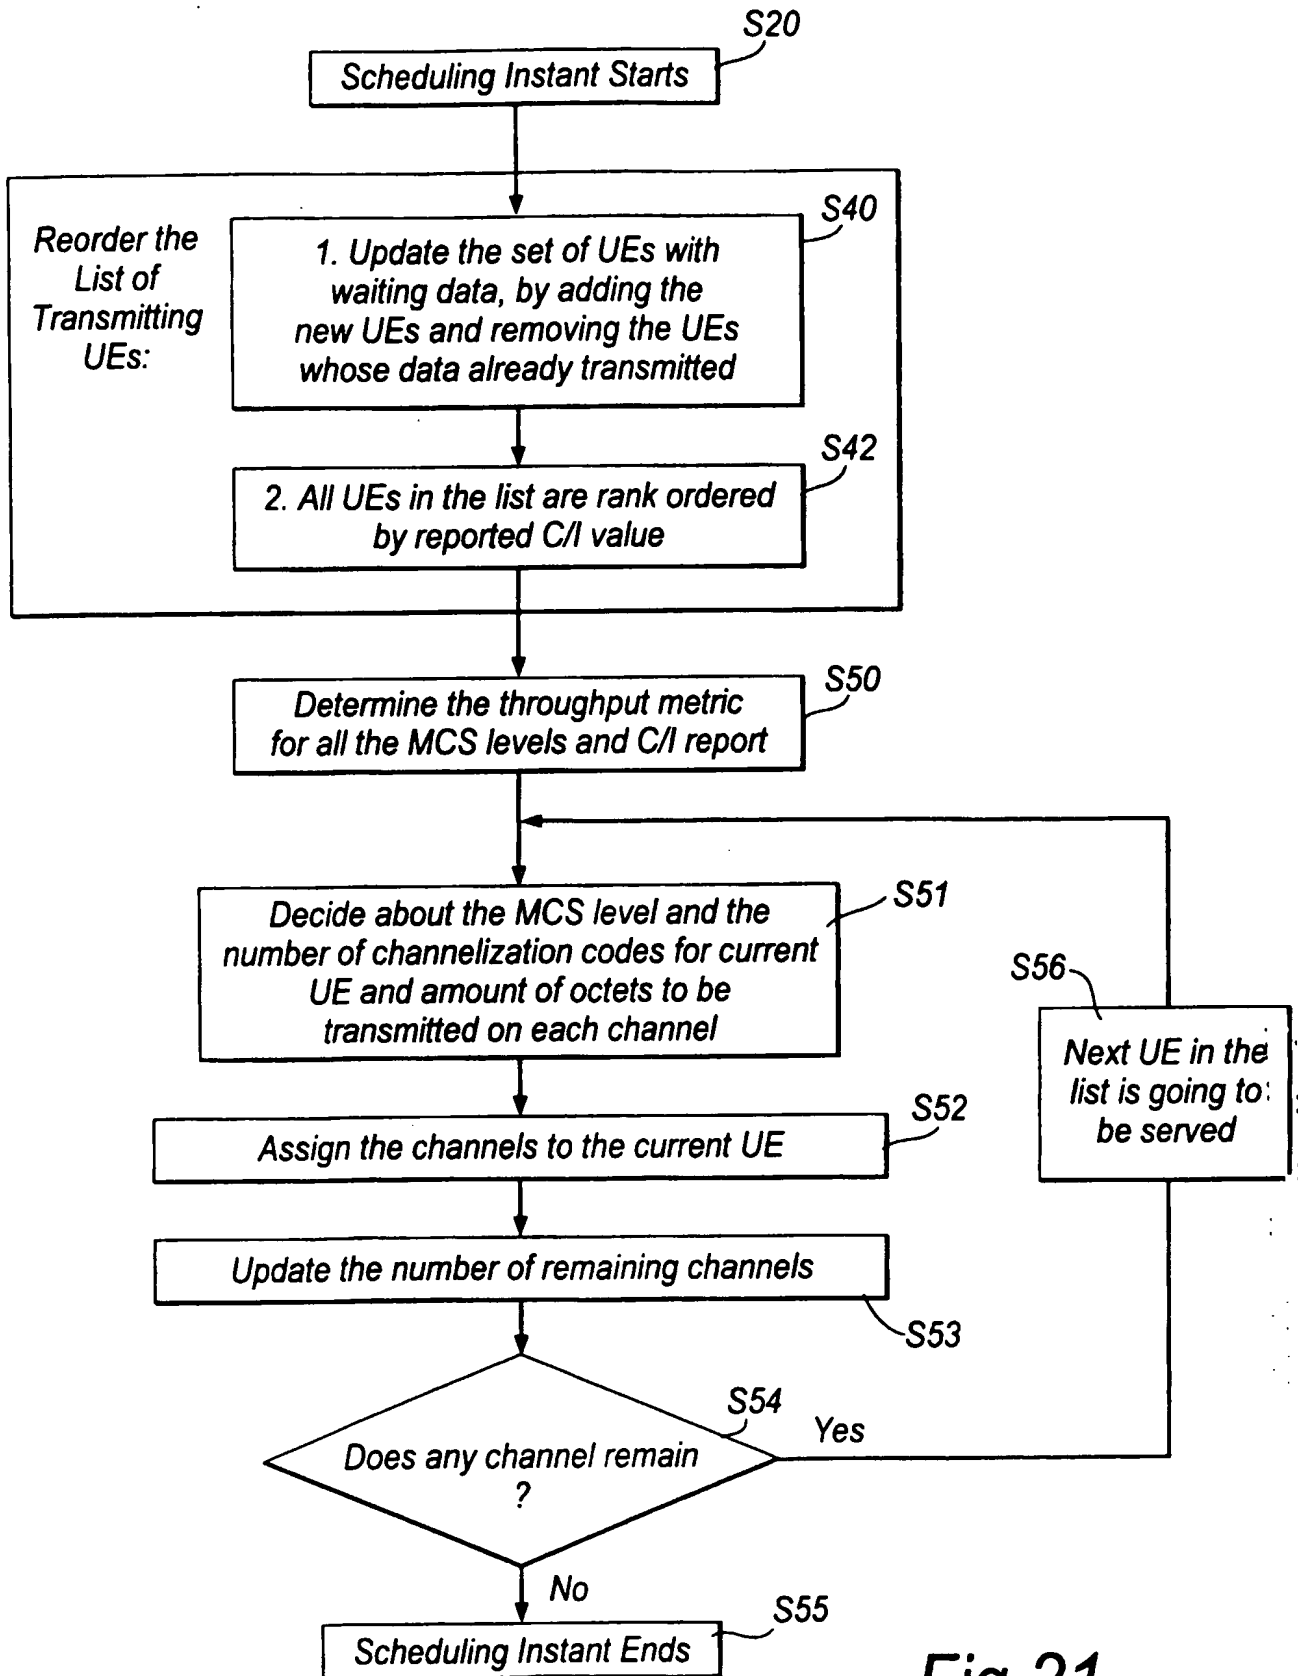 S20
Scheduling Instant Starts
Reorder the
List of
Transmitting
UEs:
S40
1. Update the set of UEs with
waiting data, by adding the
new UEs and removing the UEs
whose data already transmitted
S42
2. All UEs in the list are rank ordered
by reported C/I value
S50
Determine the throughput metric
for all the MCS levels and C/I report
S51
Decide about the MCS level and the
number of channelization codes for current
UE and amount of octets to be
transmitted on each channel
S56
Next UE in the
list is going to
be served
S52
Assign the channels to the current UE
Update the number of remaining channels
S53
S54
Does any channel remain
?
Yes
No
S55
Scheduling Instant Ends
Fig 21